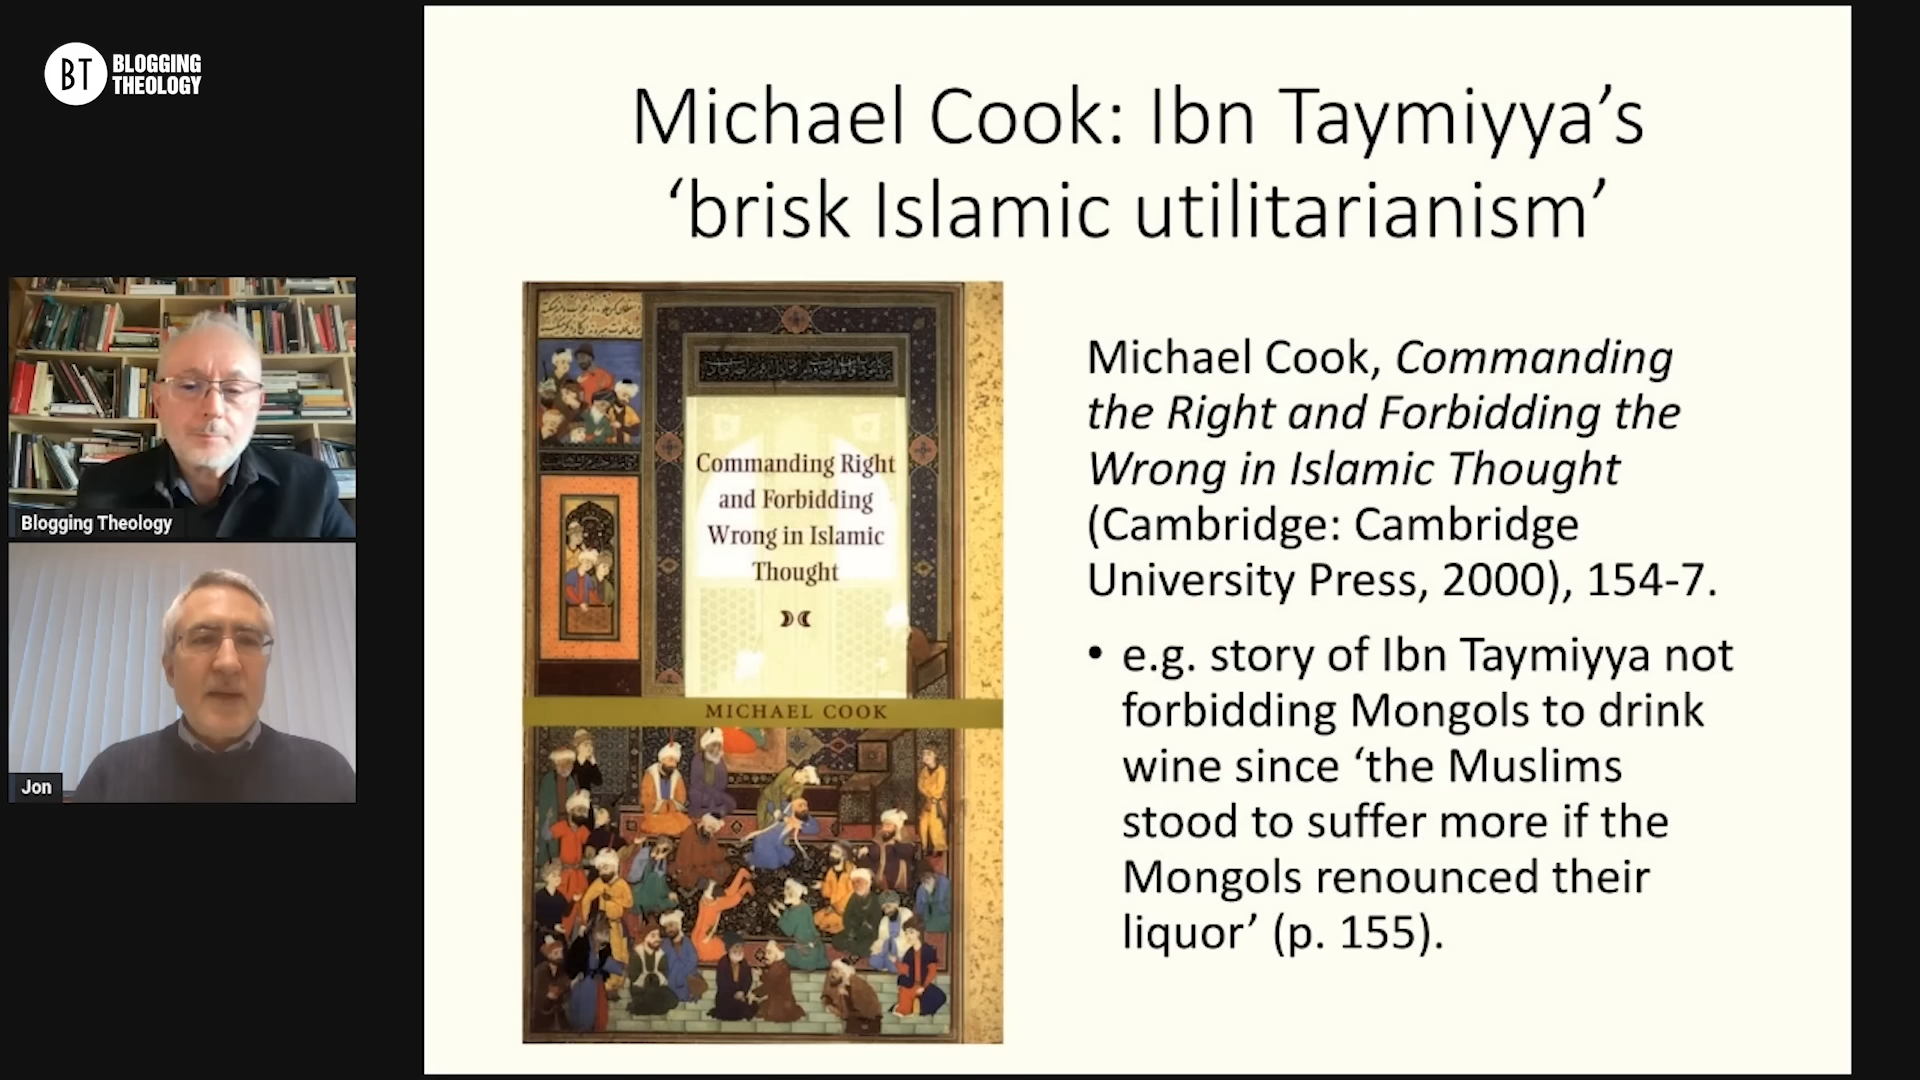 BT BLOGGING
THEOLOGY
Michael Cook: Ibn Taymiyya’s
‘brisk Islamic utilitarianism’
Commanding Right
and Forbidding
Wrong in Islamic
Thought
MICHAEL COOK
Michael Cook, Commanding
the Right and Forbidding the
Wrong in Islamic Thought
(Cambridge: Cambridge
University Press, 2000), 154-7.
• e.g. story of Ibn Taymiyya not
forbidding Mongols to drink
wine since ‘the Muslims
stood to suffer more if the
Mongols renounced their
liquor’ (p. 155).
Blogging Theology
Jon